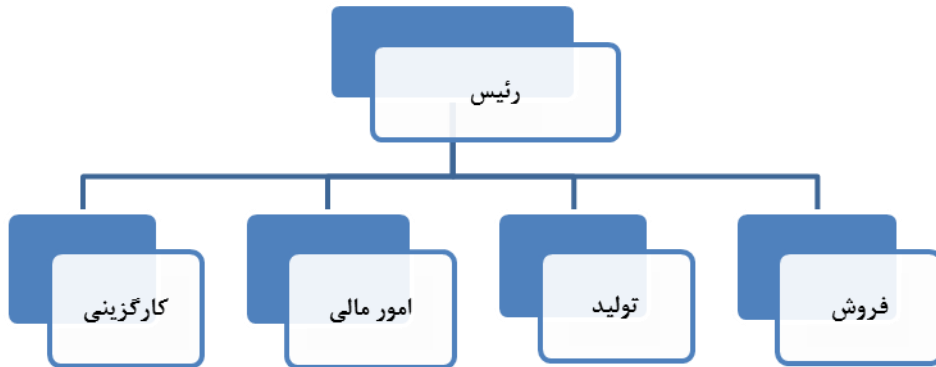 رئیس
فروش
تولید
امور مالی
کارگزینی